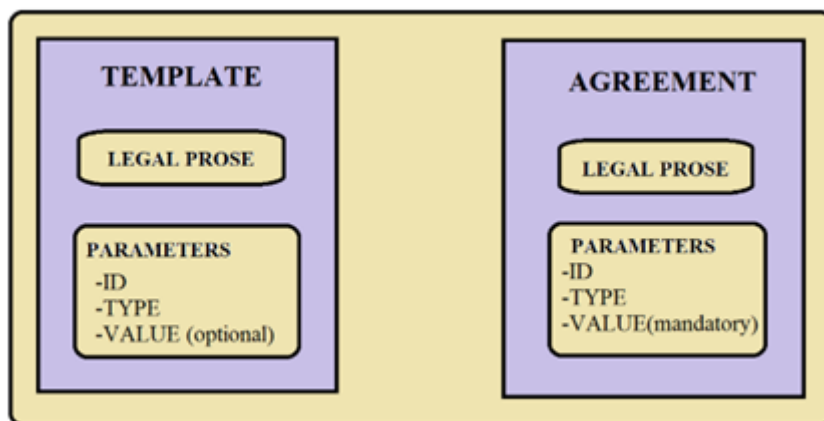 TEMPLATE
LEGAL PROSE
PARAMETERS
-ID
-TYPE
-VALUE (optional)
AGREEMENT
LEGAL PROSE
PARAMETERS
-ID
-TYPE
-VALUE(mandatory)